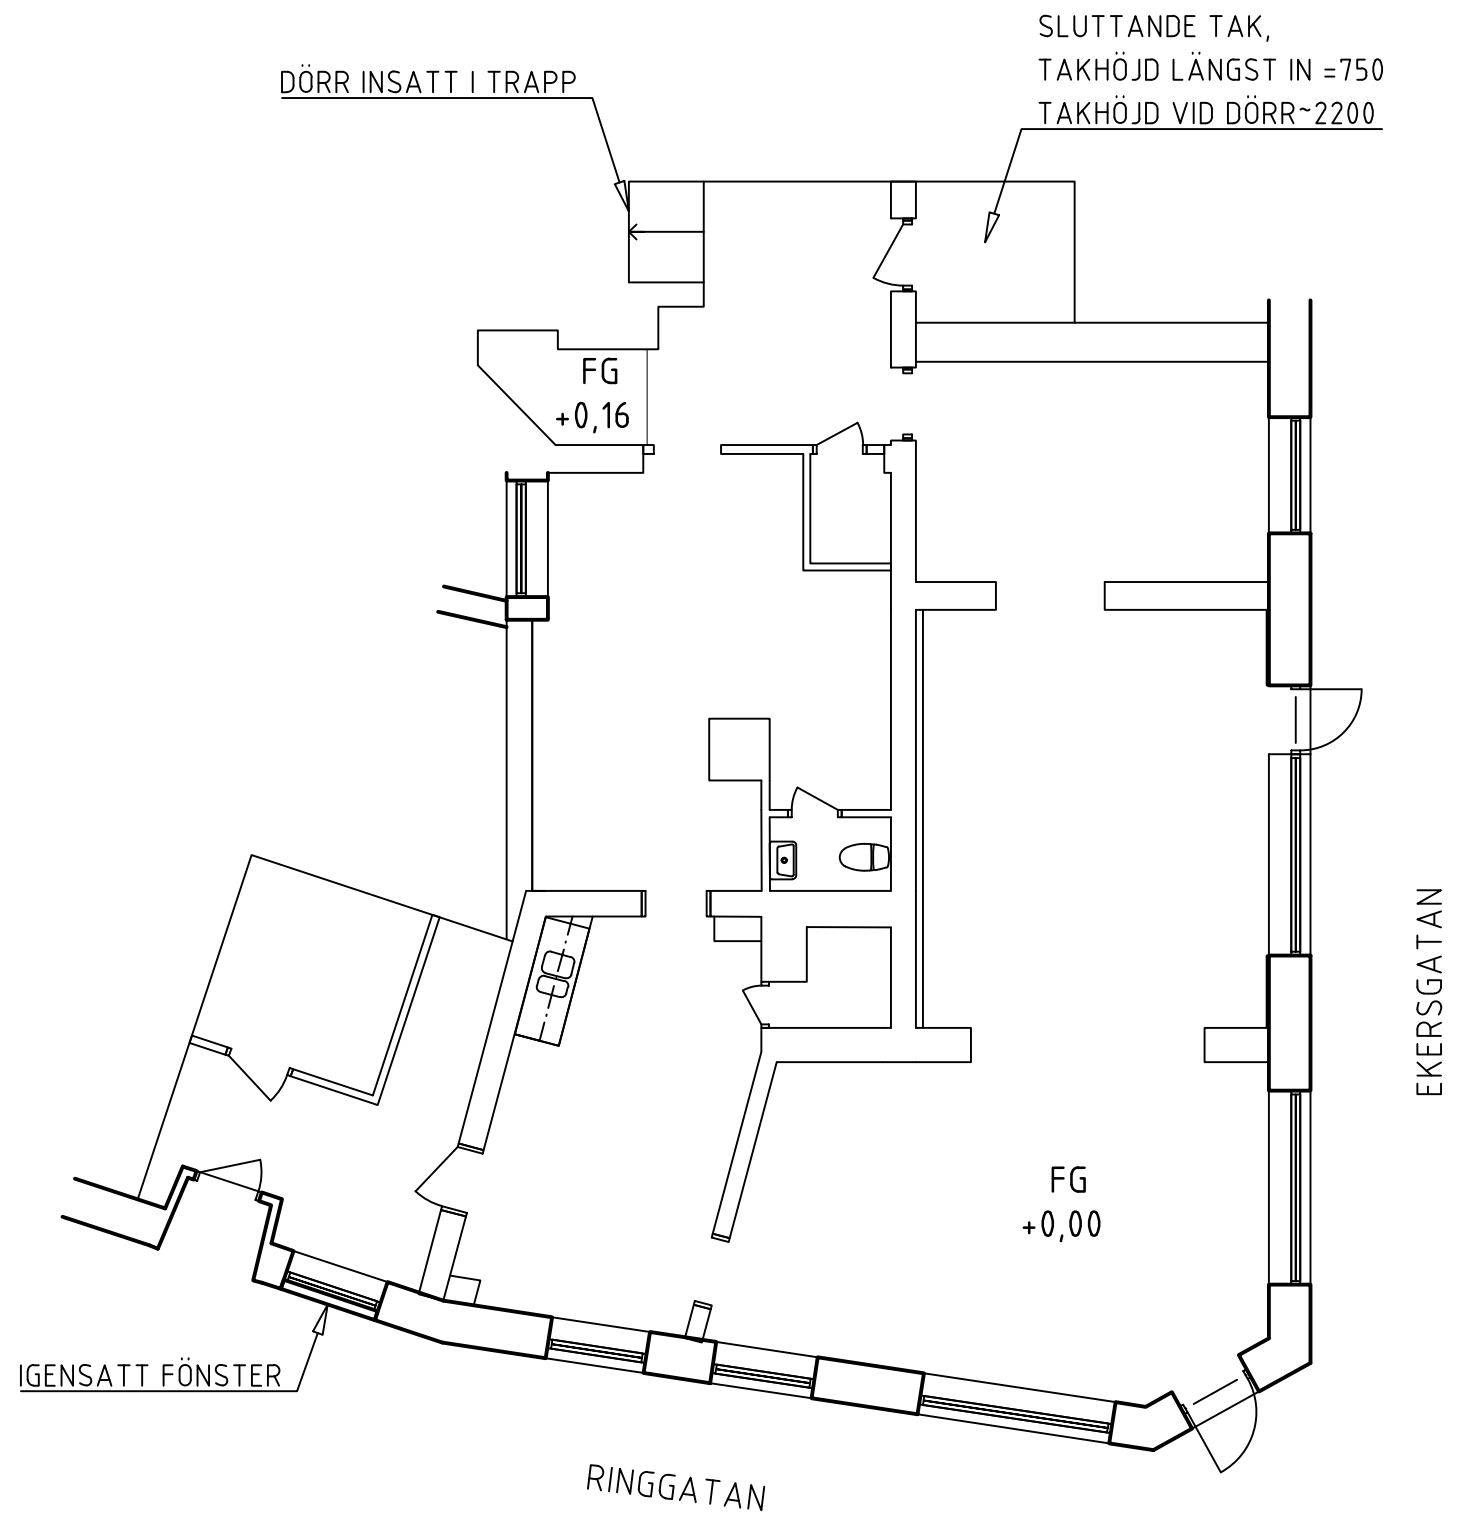 SLUTTANDE TAK,
TAKHÖJD LÄNGST IN =750
TAKHÖJD VID DÖRR~2200
DÖRR INSATT I TRAPP
FG
+0,16
EKERSGATAN
FG
+0,00
IGENSATT FÖNSTER
RINGGATAN